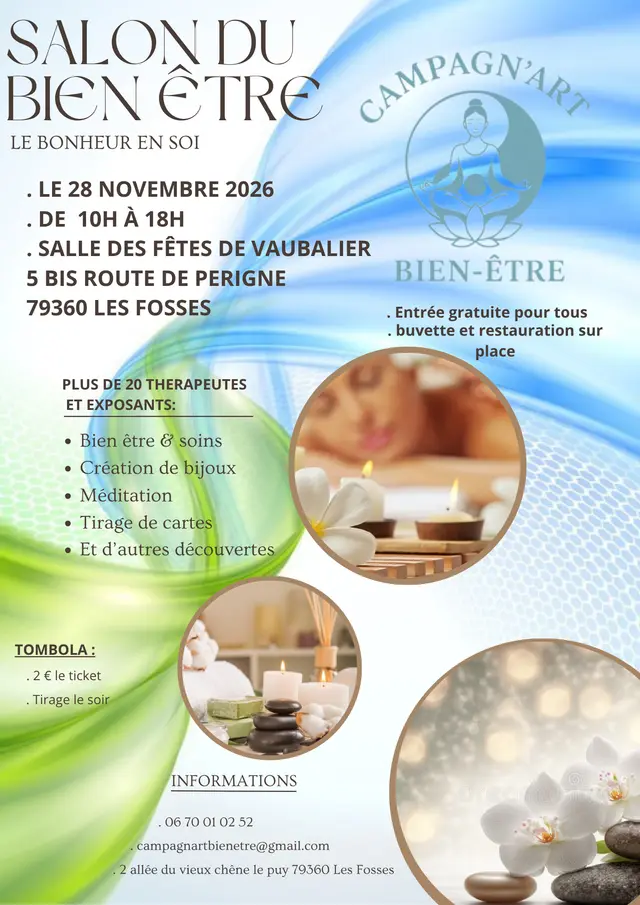 SALON DU
BIEN ÊTRE
LE BONHEUR EN SOI
CAMPAGN'ART
BIEN-ÊTRE
. LE 28 NOVEMBRE 2026
. DE 10H À 18H
. SALLE DES FÊTES DE VAUBALIER
5 BIS ROUTE DE PERIGNE
79360 LES FOSSES
. Entrée gratuite pour tous
. buvette et restauration sur
place
PLUS DE 20 THERAPEUTES
ET EXPOSANTS:
• Bien être & soins
• Création de bijoux
• Méditation
• Tirage de cartes
• Et d'autres découvertes
TOMBOLA :
. 2 € le ticket
. Tirage le soir
INFORMATIONS
. 06 70 01 02 52
. campagnartbienetre@gmail.com
. 2 allée du vieux chêne le puy 79360 Les Fosses